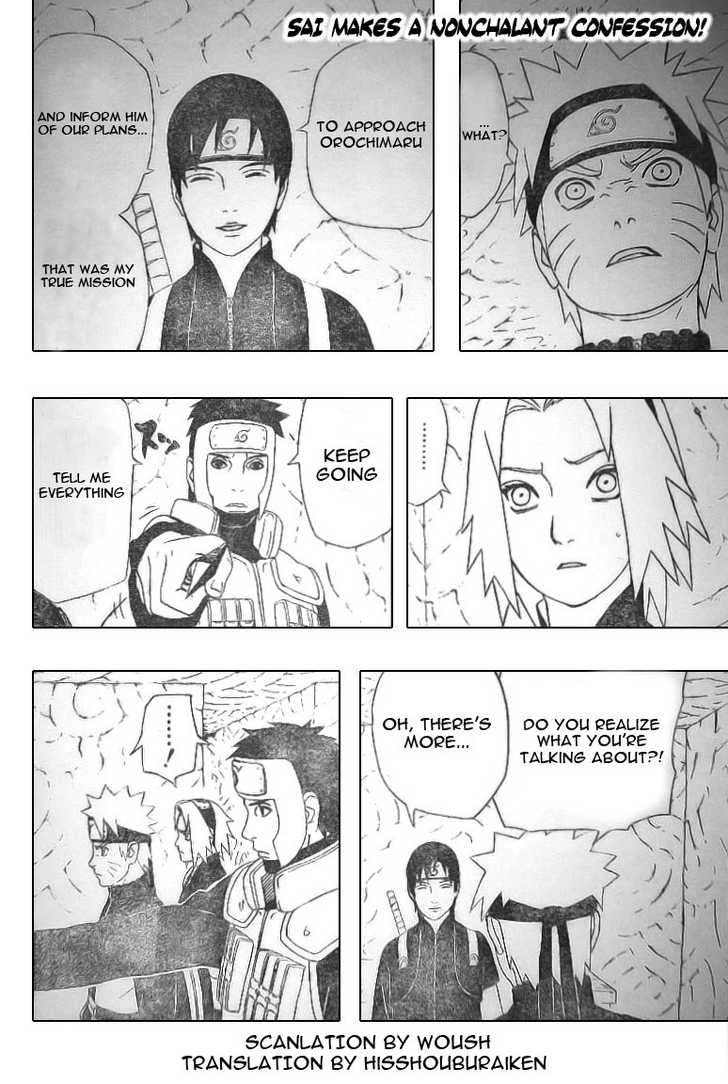 SAI MAKES A NONCHALANT CONFESSION!
...
WHAT?
TO APPROACH
OROCHIMARU
AND INFORM HIM
OF OUR PLANS...
THAT WAS MY
TRUE MISSION
.........
KEEP
GOING
ズッ
TELL ME
EVERYTHING
DO YOU REALIZE
WHAT YOU'RE
TALKING ABOUT?!
OH, THERE'S
MORE...
......,
SCANLATION BY WOUSH
TRANSLATION BY HISSHOUBURAIKEN